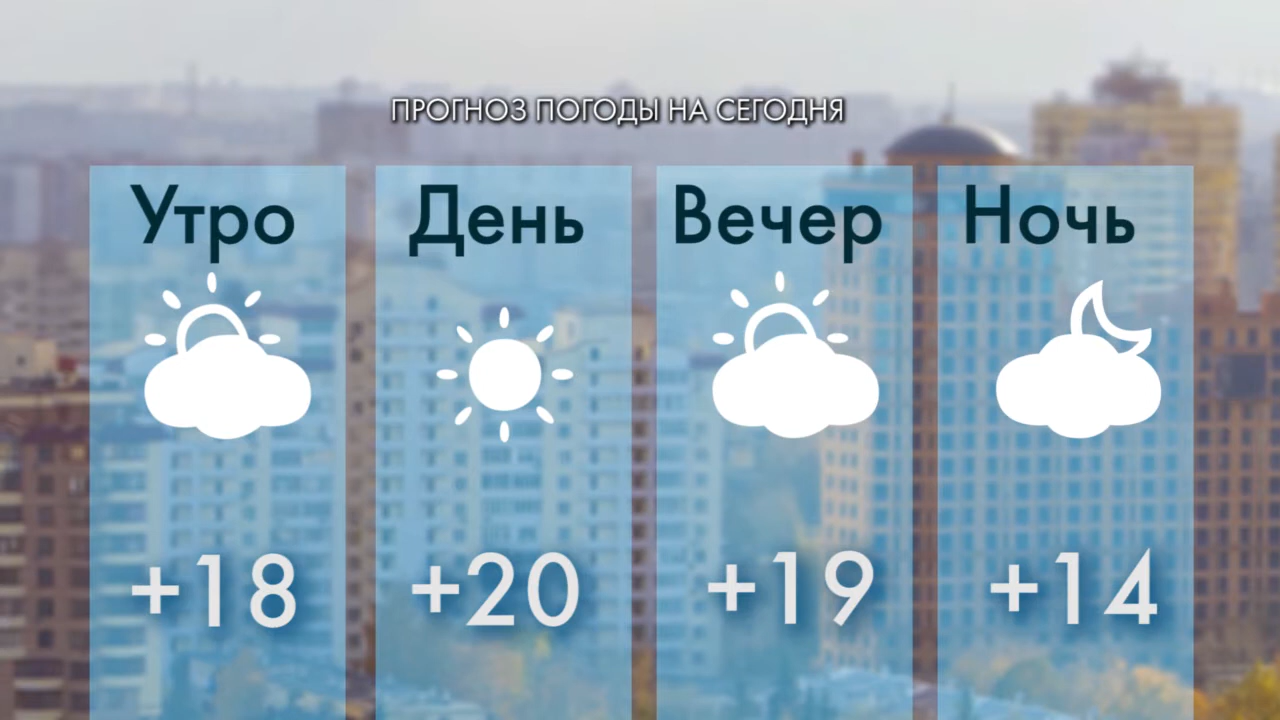 ПРОГНОЗ ПОГОДЫ НА СЕГОДНЯ
Утро День Вечер Ночь
+18 +20 +19 +14